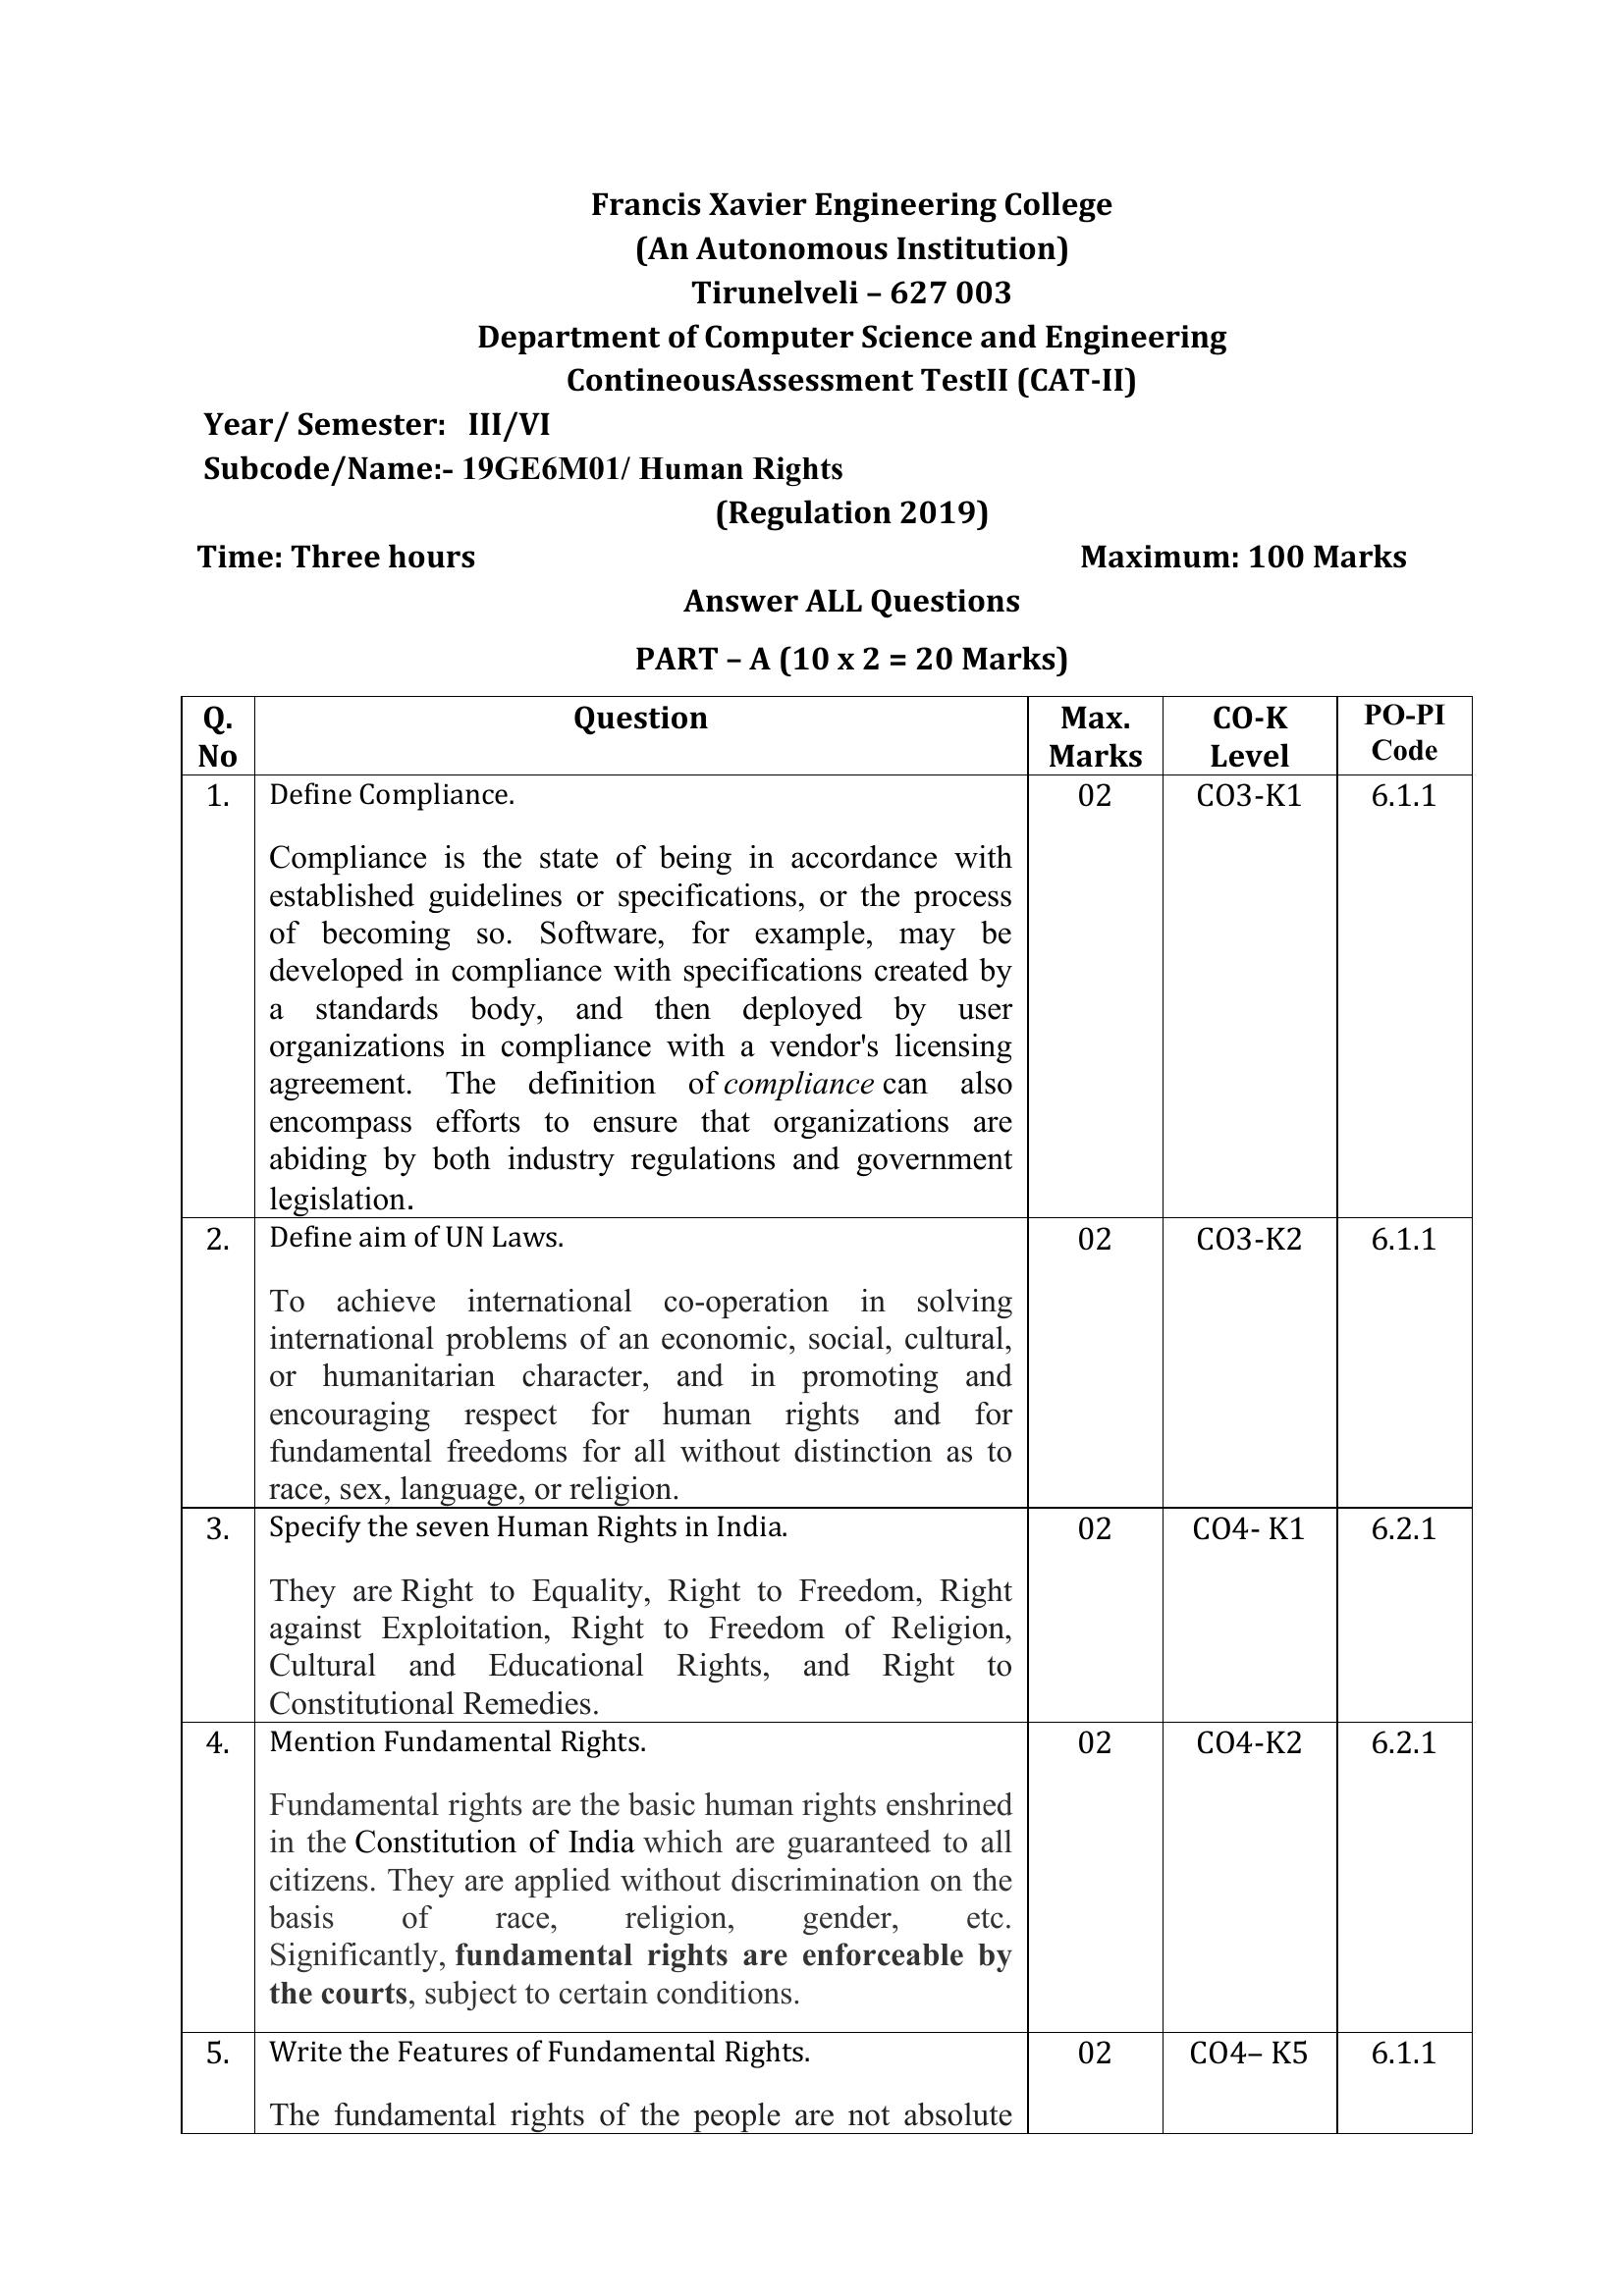 Francis Xavier Engineering College
(An Autonomous Institution)
Tirunelveli – 627 003
Department of Computer Science and Engineering
ContineousAssessment TestII (CAT-II)
Year/ Semester: III/VI
Subcode/Name:- 19GE6M01/ Human Rights
(Regulation 2019)
Time: Three hours Maximum: 100 Marks
Answer ALL Questions
PART – A (10 x 2 = 20 Marks)
Q. No Question Max. Marks CO-K Level PO-PI Code
1. Define Compliance. 02 CO3-K1 6.1.1
Compliance is the state of being in accordance with
established guidelines or specifications, or the process
of becoming so. Software, for example, may be
developed in compliance with specifications created by
a standards body, and then deployed by user
organizations in compliance with a vendor's licensing
agreement. The definition of compliance can also
encompass efforts to ensure that organizations are
abiding by both industry regulations and government
legislation.
2. Define aim of UN Laws. 02 CO3-K2 6.1.1
To achieve international co-operation in solving
international problems of an economic, social, cultural,
or humanitarian character, and in promoting and
encouraging respect for human rights and for
fundamental freedoms for all without distinction as to
race, sex, language, or religion.
3. Specify the seven Human Rights in India. 02 CO4- K1 6.2.1
They are Right to Equality, Right to Freedom, Right
against Exploitation, Right to Freedom of Religion,
Cultural and Educational Rights, and Right to
Constitutional Remedies.
4. Mention Fundamental Rights. 02 CO4-K2 6.2.1
Fundamental rights are the basic human rights enshrined
in the Constitution of India which are guaranteed to all
citizens. They are applied without discrimination on the
basis of race, religion, gender, etc.
Significantly, fundamental rights are enforceable by
the courts, subject to certain conditions.
5. Write the Features of Fundamental Rights. 02 CO4– K5 6.1.1
The fundamental rights of the people are not absolute